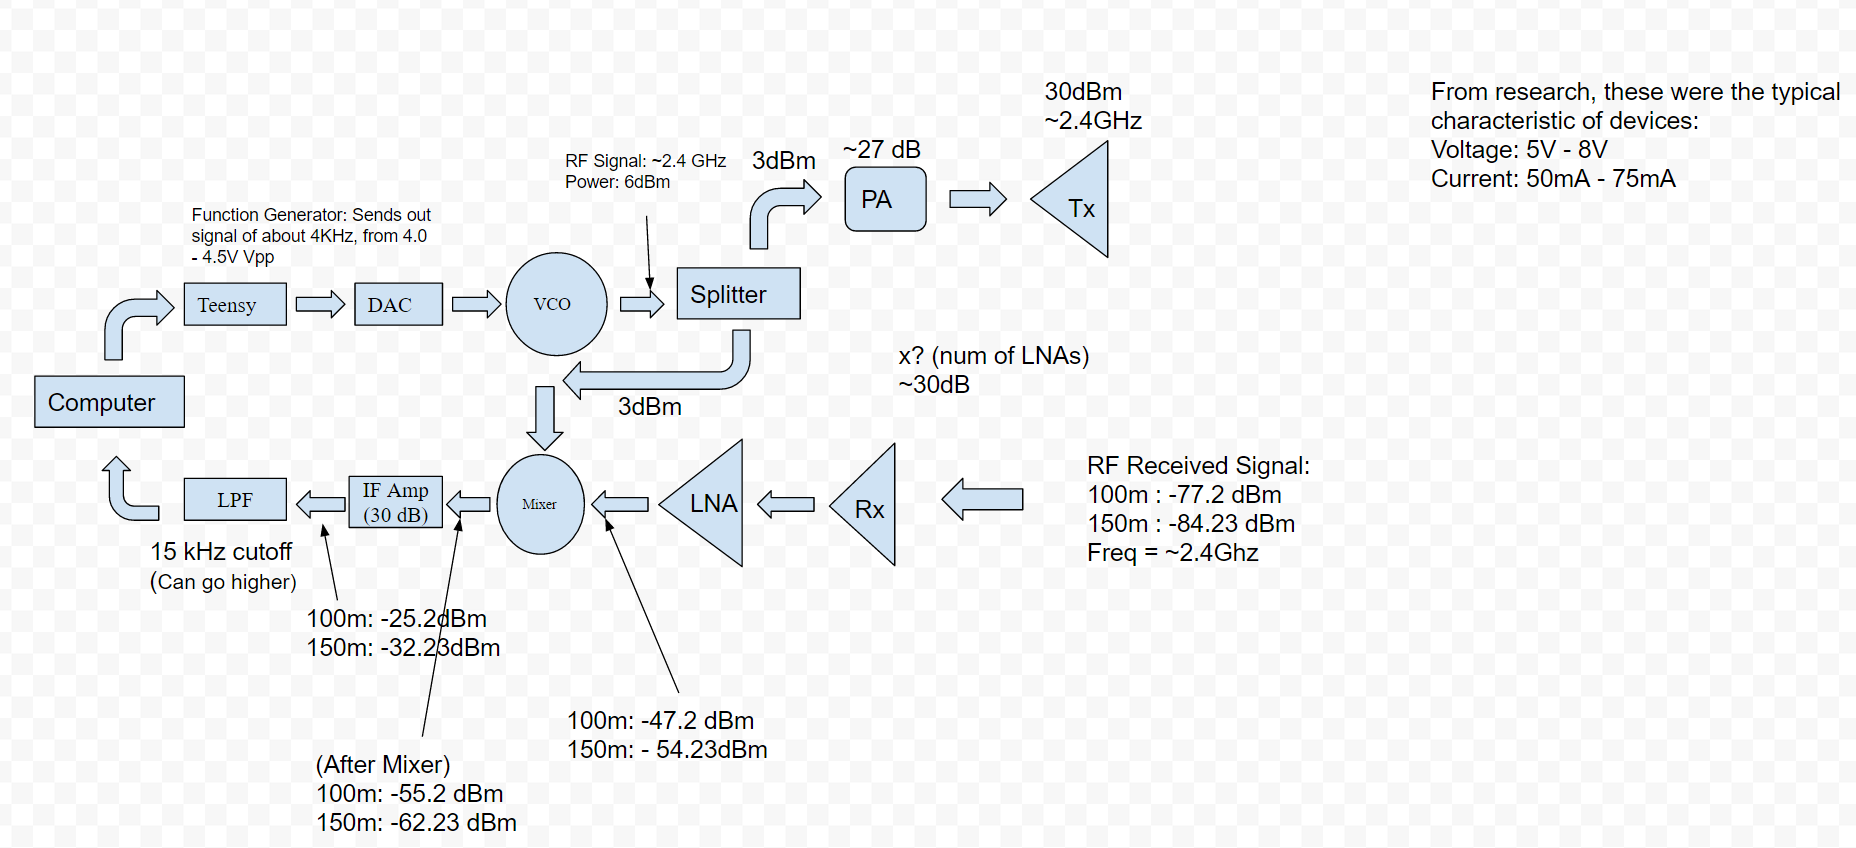 30dBm
~2.4GHz
From research, these were the typical
characteristic of devices:
Voltage: 5V - 8V
Current: 50mA - 75mA
RF Signal: ~2.4 GHz
Power: 6dBm
3dBm
~27 dB
PA
Tx
Function Generator: Sends out
signal of about 4KHz, from 4.0
- 4.5V Vpp
Teensy
DAC
VCO
Splitter
3dBm
x? (num of LNAs)
~30dB
Computer
LPF
IF Amp
(30 dB)
Mixer
LNA
Rx
RF Received Signal:
100m : -77.2 dBm
150m : -84.23 dBm
Freq = ~2.4Ghz
15 kHz cutoff
(Can go higher)
100m: -25.2dBm
150m: -32.23dBm
100m: -47.2 dBm
150m: - 54.23dBm
(After Mixer)
100m: -55.2 dBm
150m: -62.23 dBm